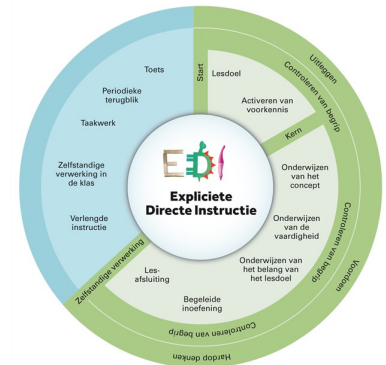 Uitleggen
Controleren van begrip
Start
Lesdoel
Activeren van
voorkennis
Kern
Onderwijzen
van het
concept
Onderwijzen
van de
vaardigheid
Onderwijzen
van het belang van
het lesdoel
Controleren van begrip
Voordoen
Begeleide
inoefening
Les-
afsluiting
Controleren van begrip
Hardop denken
Zelfstandige verwerking
Verlengde
instructie
Zelfstandige
verwerking in
de klas
Taakwerk
Periodieke
terugblik
Toets
EDI
Expliciete
Directe Instructie